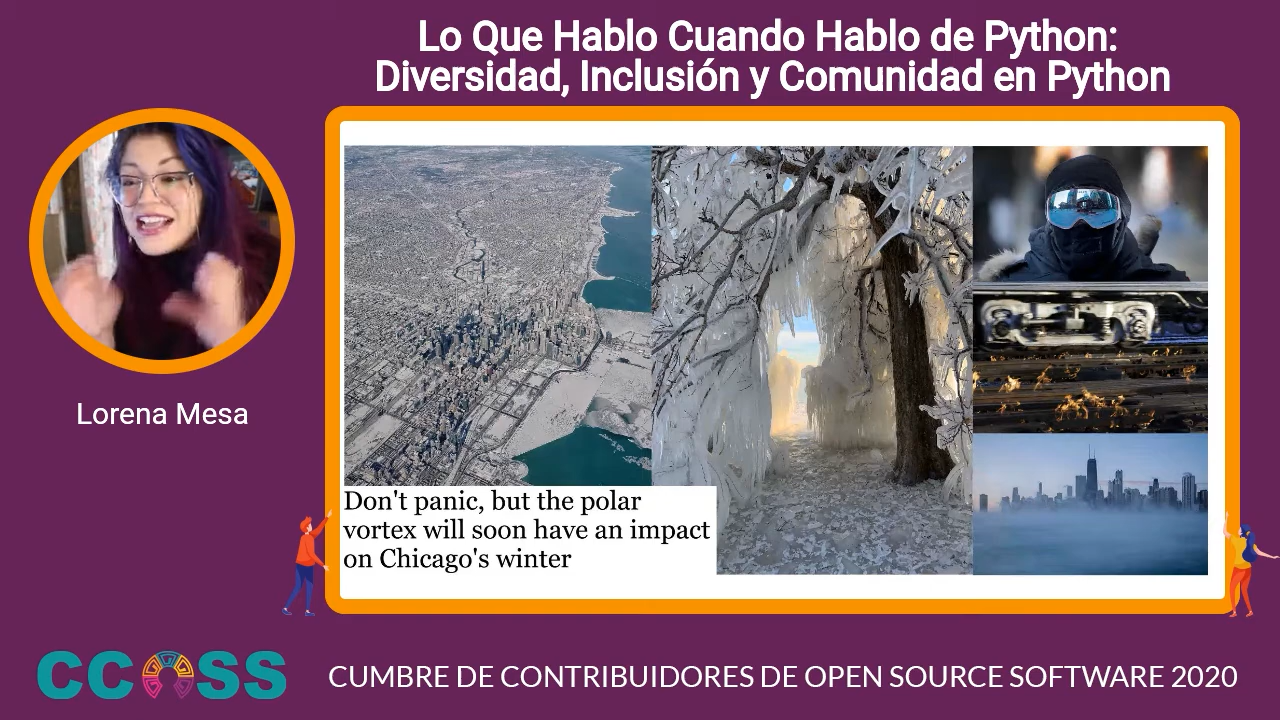 Lo Que Hablo Cuando Hablo de Python:
Diversidad, Inclusión y Comunidad en Python
Lorena Mesa
Don't panic, but the polar
vortex will soon have an impact
on Chicago's winter
CCOSS
CUMBRE DE CONTRIBUIDORES DE OPEN SOURCE SOFTWARE 2020